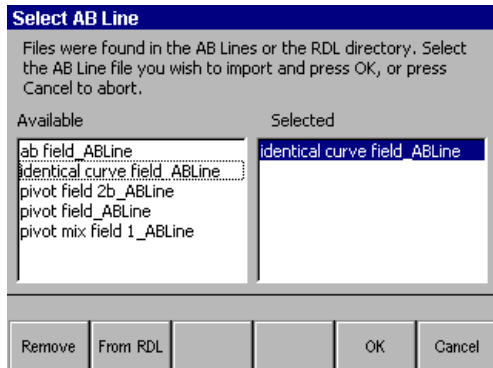 Select AB Line
Files were found in the AB Lines or the RDL directory. Select
the AB Line file you wish to import and press OK, or press
Cancel to abort.
Available
Selected
ab field_ABLine
identical curve field_ABLine
pivot field 2b_ABLine
pivot field_ABLine
pivot mix field 1_ABLine
identical curve field_ABLine
Remove
From RDL
OK
Cancel